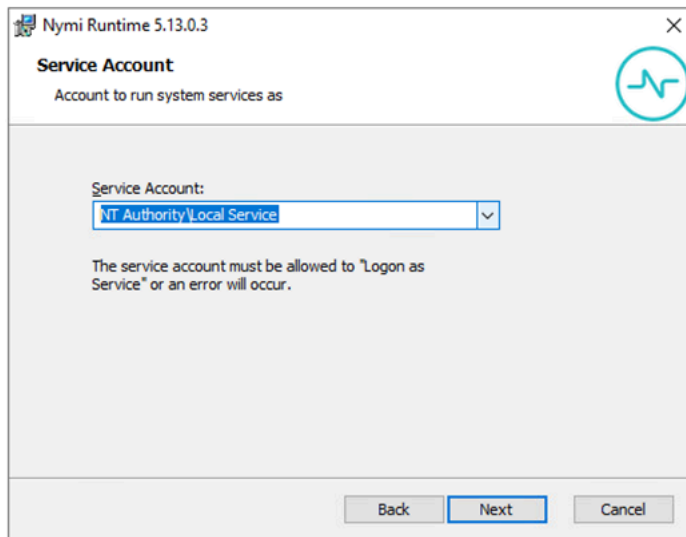 Nymi Runtime 5.13.0.3
Service Account
Account to run system services as
Service Account:
NT Authority\Local Service
The service account must be allowed to "Logon as
Service" or an error will occur.
Back
Next
Cancel